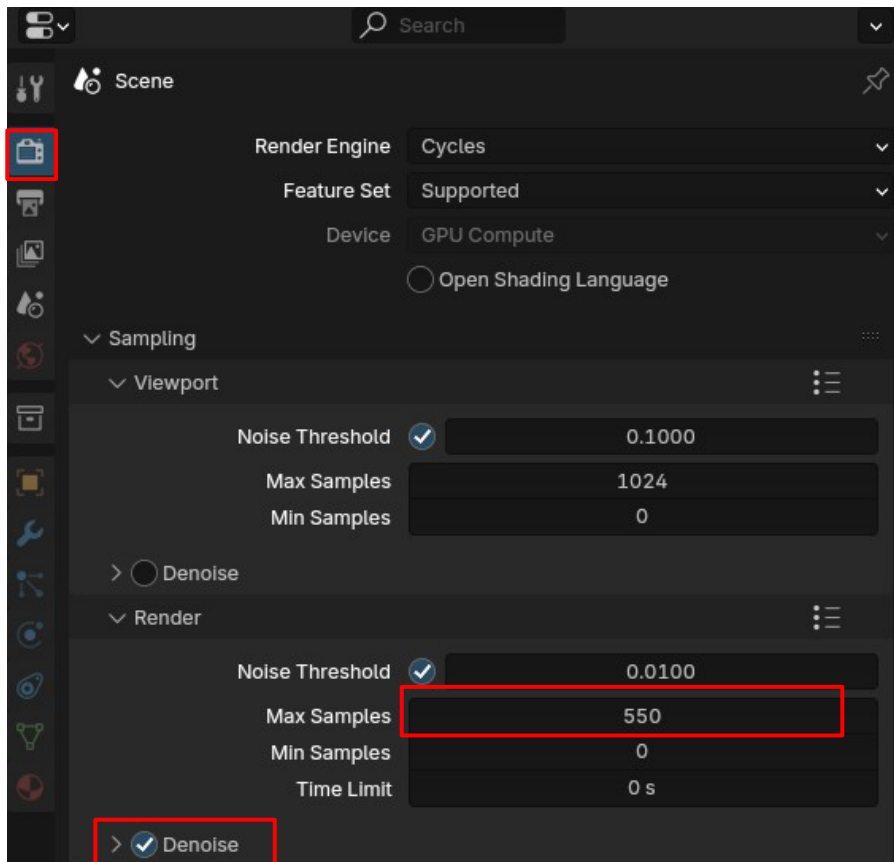 Search
Scene
Render Engine Cycles
Feature Set Supported
Device GPU Compute
Open Shading Language
Sampling
Viewport
Noise Threshold 0.1000
Max Samples 1024
Min Samples 0
Denoise
Render
Noise Threshold 0.0100
Max Samples 550
Min Samples 0
Time Limit 0 s
Denoise